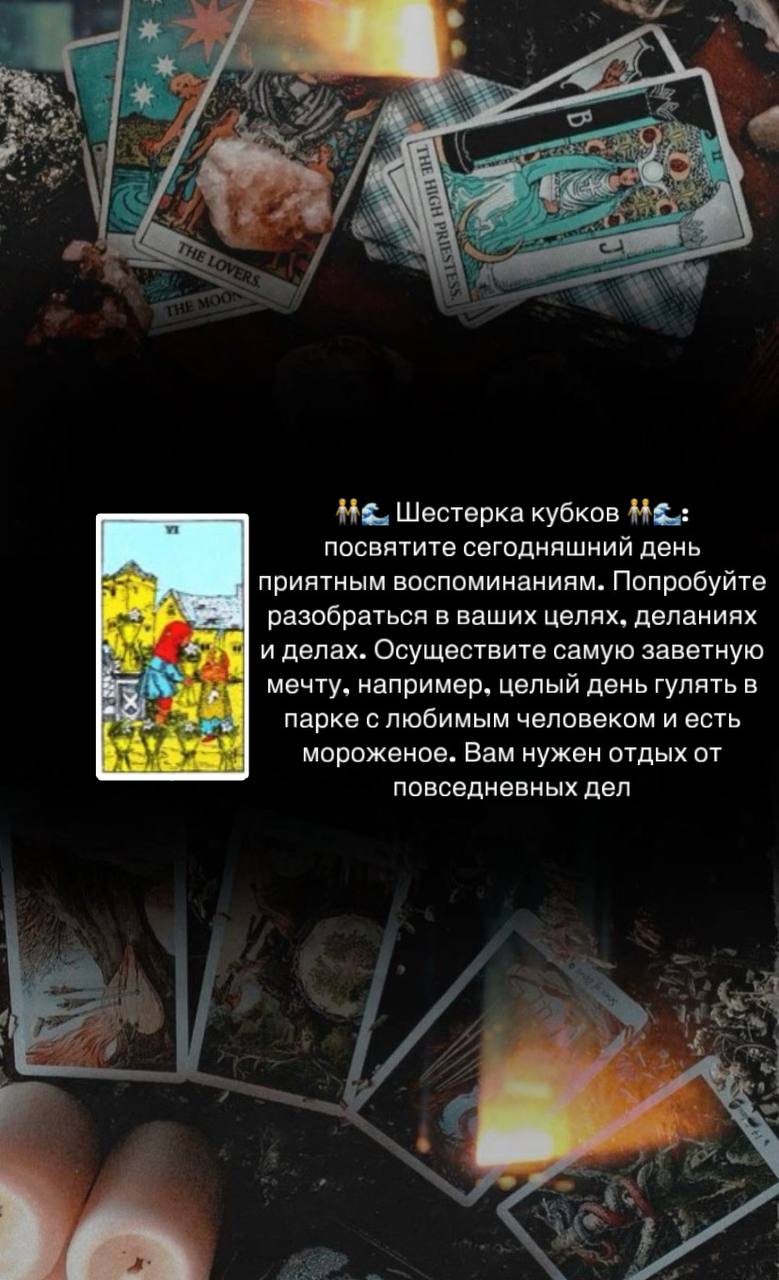 THE LOVERS.
THE MOON
II
B
J
THE HIGH PRIESTESS.
👬🌊 Шестерка кубков 👬🌊:
посвятите сегодняшний день
приятным воспоминаниям. Попробуйте
разобраться в ваших целях, деланиях
и делах. Осуществите самую заветную
мечту, например, целый день гулять в
парке с любимым человеком и есть
мороженое. Вам нужен отдых от
повседневных дел
VI